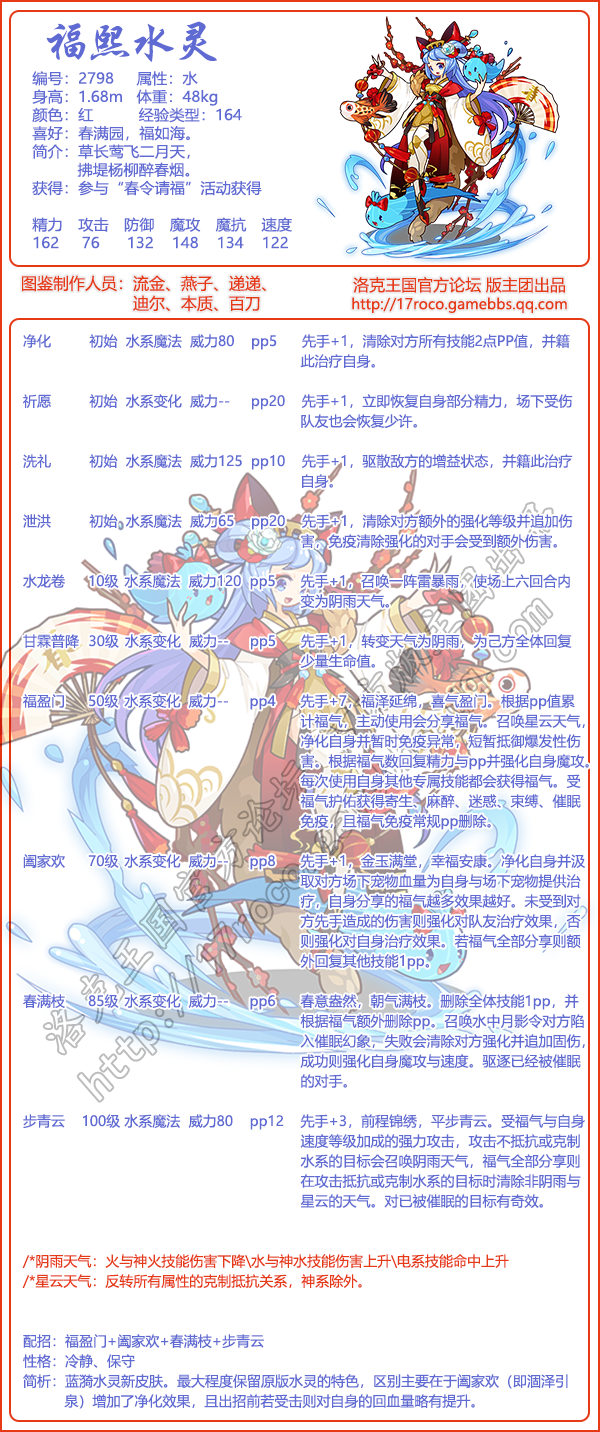 福熙水灵
编号：2798 属性：水
身高：1.68m 体重：48kg
颜色：红 经验类型：164
喜好：春满园，福如海。
简介：草长莺飞二月天，
拂堤杨柳醉春烟。
获得：参与“春令请福”活动获得
精力 攻击 防御 魔攻 魔抗 速度
162 76 132 148 134 122
图鉴制作人员：流金、燕子、递递、
迪尔、本质、百刀
洛克王国官方论坛 版主团出品
http://17roco.gamebbs.qq.com
净化 初始 水系魔法 威力80 pp5 先手+1，清除对方所有技能2点PP值，并籍
此治疗自身。
祈愿 初始 水系变化 威力-- pp20 先手+1，立即恢复自身部分精力，场下受伤
队友也会恢复少许。
洗礼 初始 水系魔法 威力125 pp10 先手+1，驱散敌方的增益状态，并籍此治疗
自身。
泄洪 初始 水系魔法 威力65 pp20 先手+1，清除对方额外的强化等级并追加伤
害，免疫清除强化的对手会受到额外伤害。
水龙卷 10级 水系魔法 威力120 pp5 先手+1，召唤一阵雷暴雨，使场上六回合内
变为阴雨天气。
甘霖普降 30级 水系变化 威力-- pp5 先手+1，转变天气为阴雨，为己方全体回复
少量生命值。
福盈门 50级 水系变化 威力-- pp4 先手+7，福泽延绵，喜气盈门。根据pp值累
计福气，主动使用会分享福气。召唤星云天气，
净化自身并暂时免疫异常，短暂抵御爆发性伤
害。根据福气数回复精力与pp并强化自身魔攻。
每次使用自身其他专属技能都会获得福气。受
福气护佑获得寄生、麻醉、迷惑、束缚、催眠
免疫，且福气免疫常规pp删除。
阖家欢 70级 水系变化 威力-- pp8 先手+1，金玉满堂，幸福安康。净化自身并汲
取对方场下宠物血量为自身与场下宠物提供治
疗，自身分享的福气越多效果越好。未受到对
方先手造成的伤害则强化对队友治疗效果，否
则强化对自身治疗效果。若福气全部分享则额
外回复其他技能1pp。
春满枝 85级 水系变化 威力-- pp6 春意盎然，朝气满枝。删除全体技能1pp，并
根据福气额外删除pp。召唤水中月影令对方陷
入催眠幻象，失败会清除对方强化并追加固伤，
成功则强化自身魔攻与速度。驱逐已经被催眠
的对手。
步青云 100级 水系魔法 威力80 pp12 先手+3，前程锦绣，平步青云。受福气与自身
速度等级加成的强力攻击，攻击不抵抗或克制
水系的目标会召唤阴雨天气，福气全部分享则
在攻击抵抗或克制水系的目标时清除非阴雨与
星云的天气。对已被催眠的目标有奇效。
/*阴雨天气：火与神火技能伤害下降\水与神水技能伤害上升\电系技能命中上升
/*星云天气：反转所有属性的克制抵抗关系，神系除外。
配招：福盈门+阖家欢+春满枝+步青云
性格：冷静、保守
简析：蓝漪水灵新皮肤。最大程度保留原版水灵的特色，区别主要在于阖家欢（即涸泽引
泉）增加了净化效果，且出招前若受击则对自身的回血量略有提升。